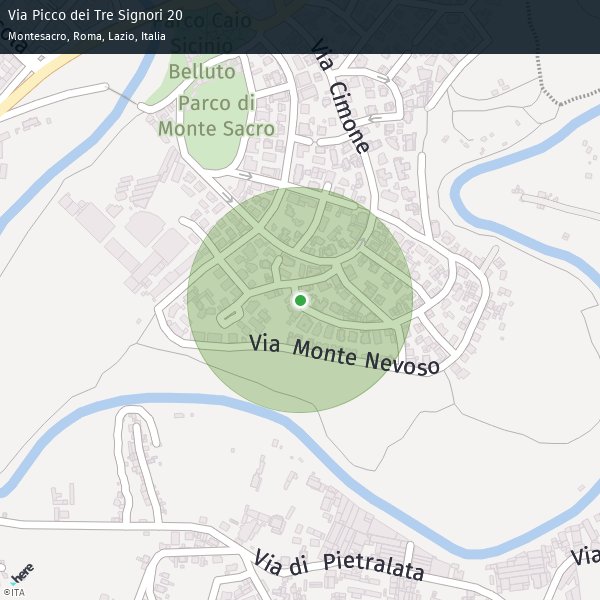 Via Picco dei Tre Signori 20
Montesacro, Roma, Lazio, Italia
Parco Caio
Sicinio
Belluto
Parco di
Monte Sacro
Via Cimone
Via Monte Nevoso
Via di Pietralata
Via
here
©ITA